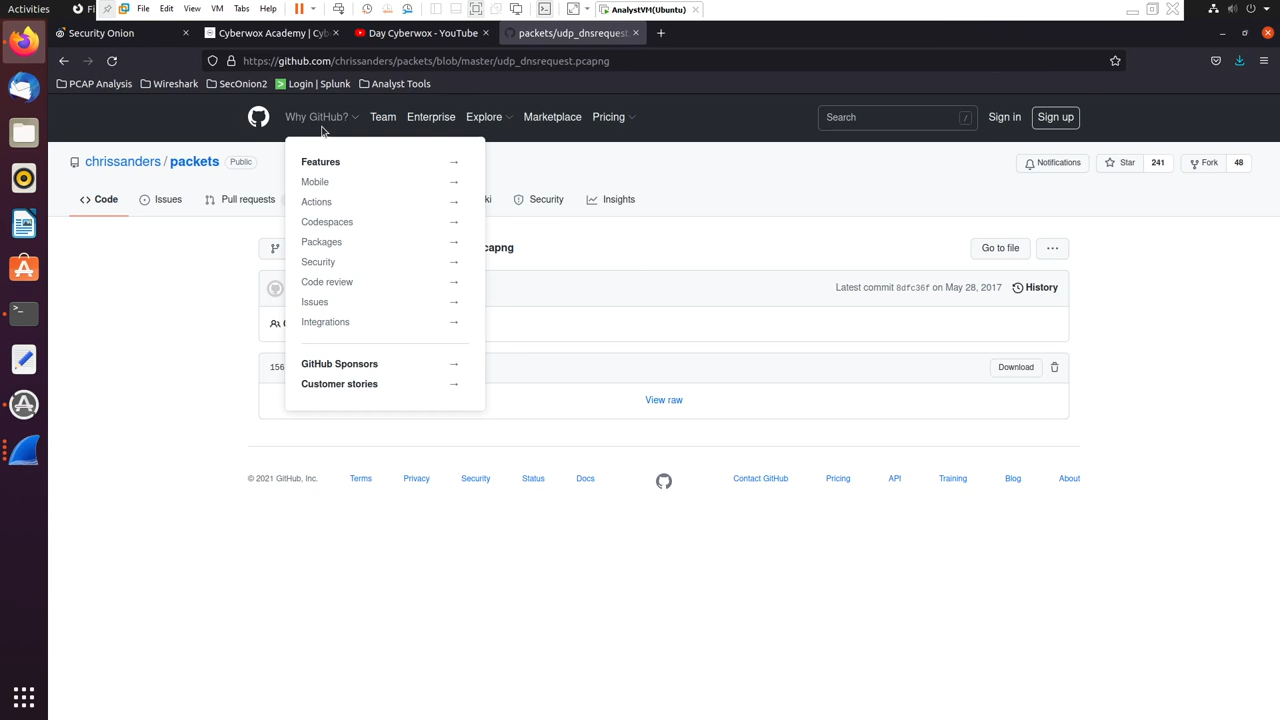 Activities
Fi
File Edit View VM Tabs Help
AnalystVM(Ubuntu)
Security Onion
Cyberwox Academy | Cyb
Day Cyberwox - YouTube
packets/udp_dnsrequest
https://github.com/chrissanders/packets/blob/master/udp_dnsrequest.pcapng
PCAP Analysis
Wireshark
SecOnion2
Login | Splunk
Analyst Tools
Why GitHub?
Team
Enterprise
Explore
Marketplace
Pricing
Search /
Sign in
Sign up
chrissanders / packets Public
Notifications
Star 241
Fork 48
Code
Issues
Pull requests
ki
Security
Insights
Features →
Mobile →
Actions →
Codespaces →
Packages →
Security →
Code review →
Issues →
Integrations →
GitHub Sponsors →
Customer stories →
capng
Go to file
...
Latest commit 8dfc36f on May 28, 2017
History
156
Download
View raw
© 2021 GitHub, Inc.
Terms
Privacy
Security
Status
Docs
Contact GitHub
Pricing
API
Training
Blog
About